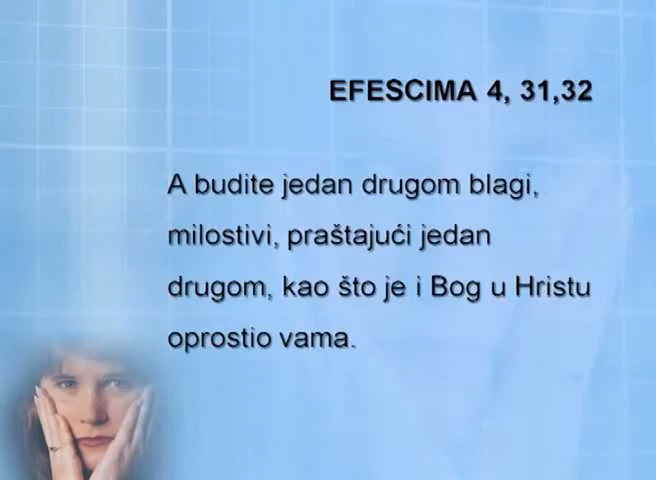 EFESCIMA 4, 31,32
A budite jedan drugom blagi,
milostivi, praštajući jedan
drugom, kao što je i Bog u Hristu
oprostio vama.